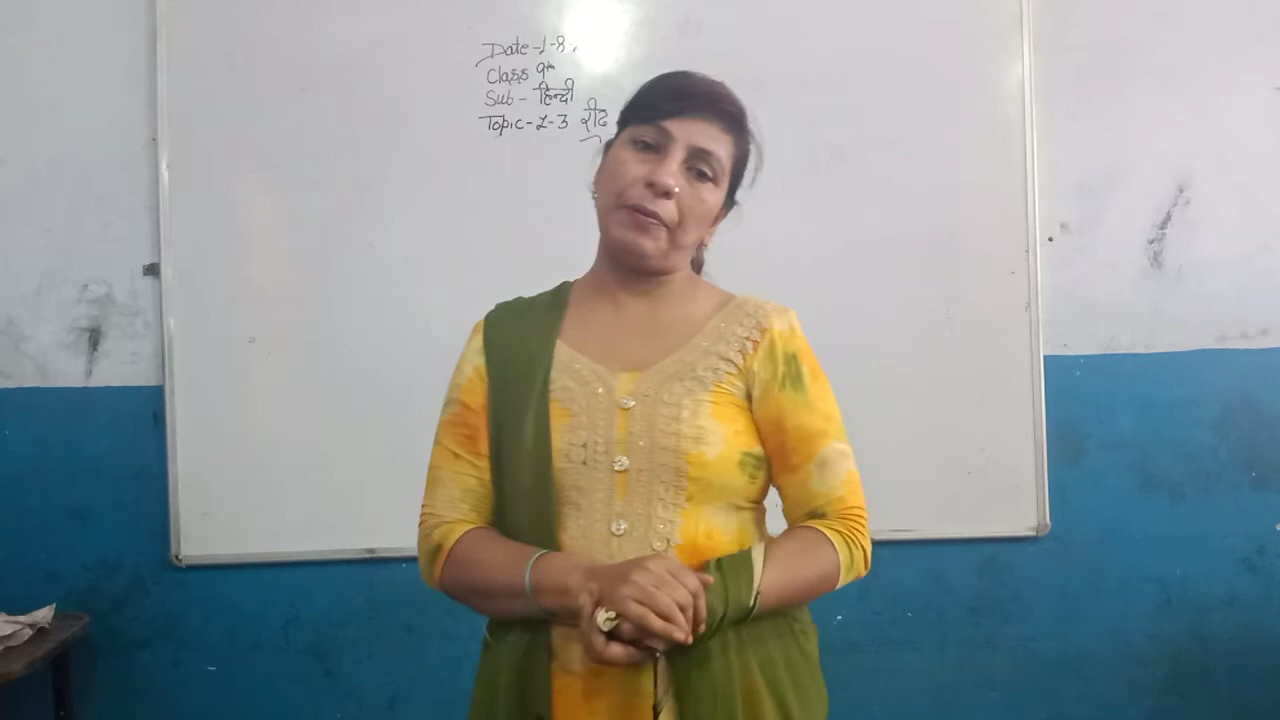 Date - 1-8-
Class 9th
Sub - हिन्दी
Topic - L-3 रीढ